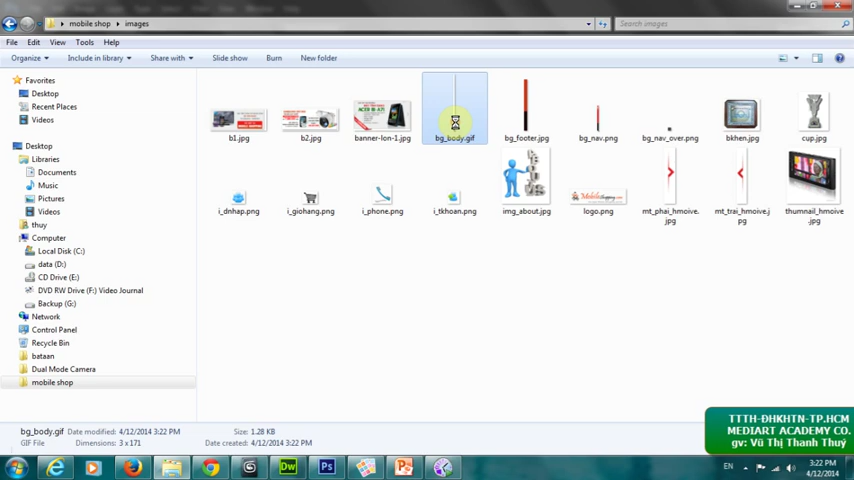 mobile shop ▸ images
Search images
File Edit View Tools Help
Organize Include in library Share with Slide show Burn New folder
Favorites
Desktop
Recent Places
Videos
Desktop
Libraries
Documents
Music
Pictures
Videos
thuy
Computer
Local Disk (C:)
data (D:)
CD Drive (E:)
DVD RW Drive (F:) Video Journal
Backup (G:)
Network
Control Panel
Recycle Bin
bataan
Dual Mode Camera
mobile shop
b1.jpg b2.jpg banner-lon-1.jpg bg_body.gif bg_footer.jpg bg_nav.png bg_nav_over.png bkhen.jpg cup.jpg
i_dnhap.png i_giohang.png i_phone.png i_tkhoan.png img_about.jpg logo.png mt_phai_hmoive.jpg mt_trai_hmoive.jpg thumnail_hmoive.jpg
bg_body.gif Date modified: 4/12/2014 3:22 PM Size: 1.28 KB
GIF File Dimensions: 3 x 171 Date created: 4/12/2014 3:22 PM
TTTH-ĐHKHTN-TP.HCM
MEDIART ACADEMY CO.
gv: Vũ Thị Thanh Thuý
Dw Ps EN 3:22 PM
4/12/2014